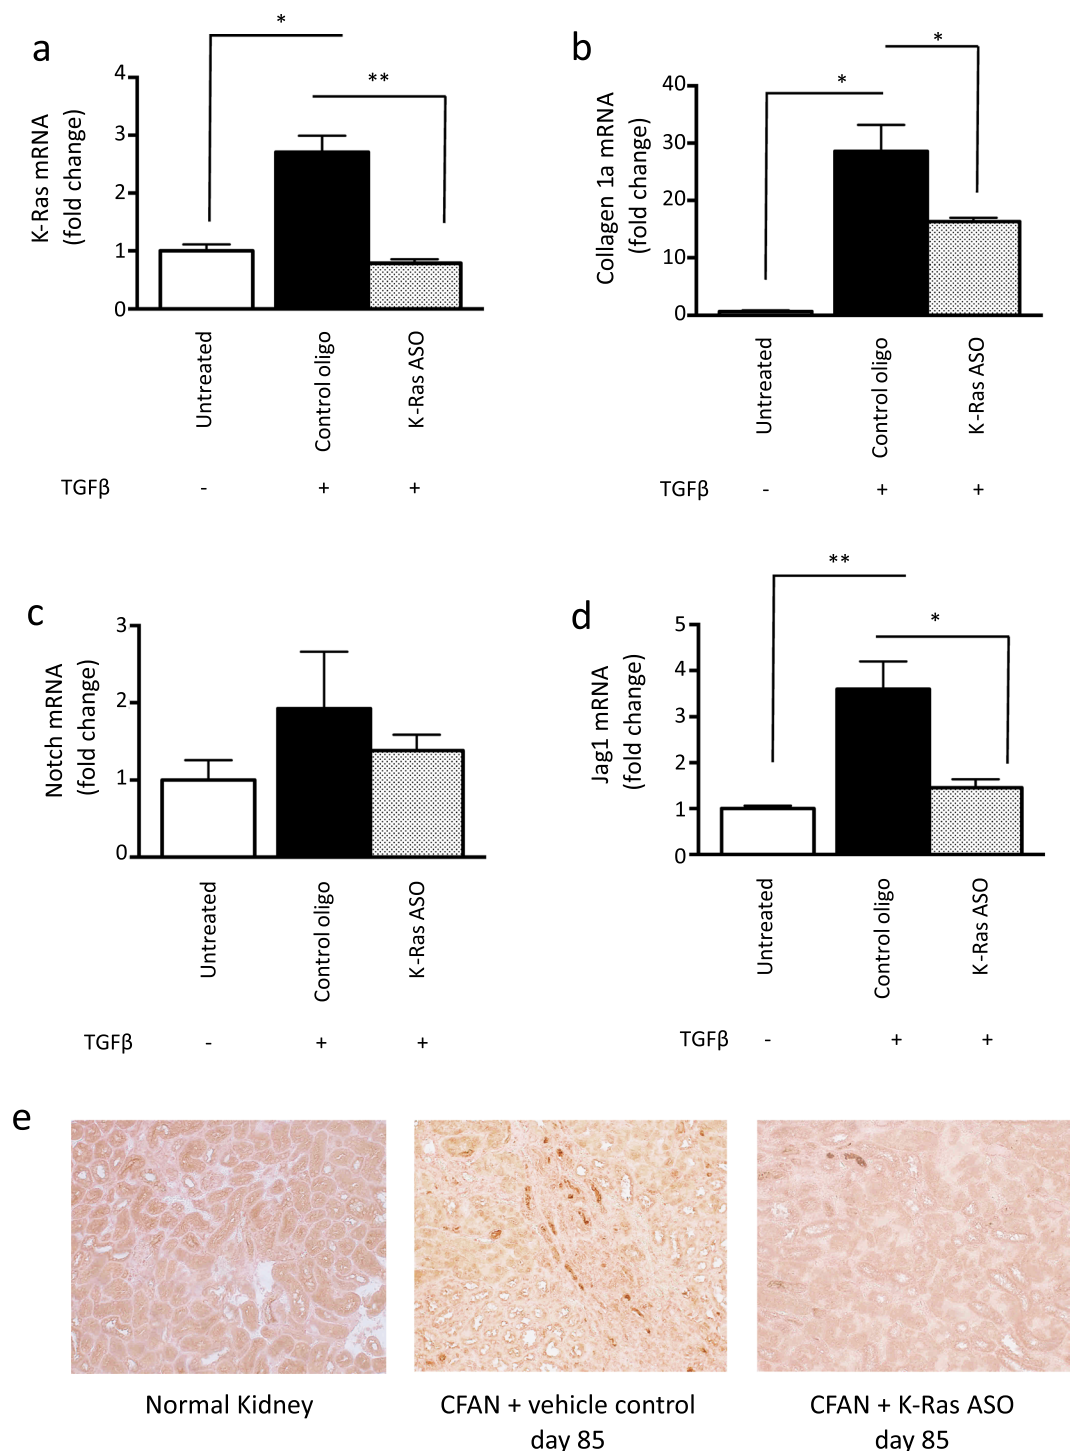 a
*
**
K-Ras mRNA
(fold change)
4
3
2
1
0
Untreated
Control oligo
K-Ras ASO
TGFβ - + +
b
*
*
Collagen 1a mRNA
(fold change)
40
30
20
10
0
Untreated
Control oligo
K-Ras ASO
TGFβ - + +
c
Notch mRNA
(fold change)
3
2
1
0
Untreated
Control oligo
K-Ras ASO
TGFβ - + +
d
**
*
Jag1 mRNA
(fold change)
5
4
3
2
1
0
Untreated
Control oligo
K-Ras ASO
TGFβ - + +
e
Normal Kidney
CFAN + vehicle control
day 85
CFAN + K-Ras ASO
day 85